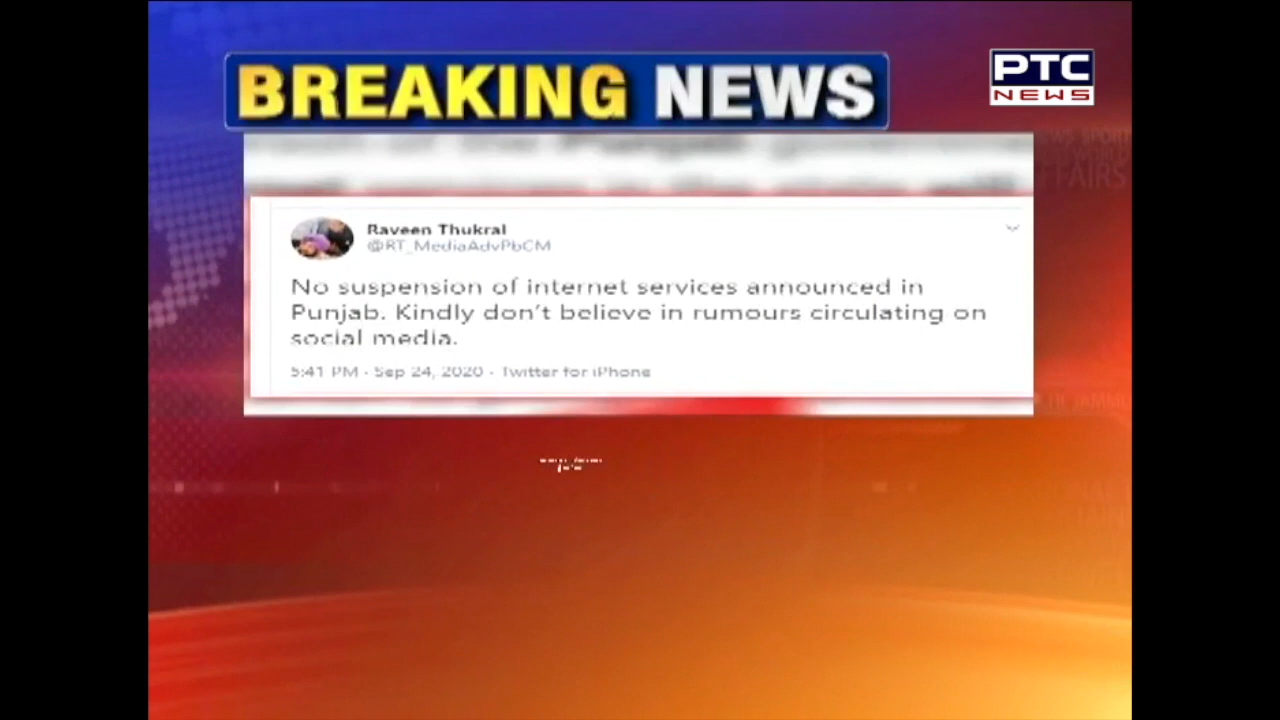 BREAKING NEWS
PTC
NEWS
Raveen Thukral
@RT_MediaAdvPbCM
No suspension of internet services announced in
Punjab. Kindly don't believe in rumours circulating on
social media.
5:41 PM · Sep 24, 2020 · Twitter for iPhone